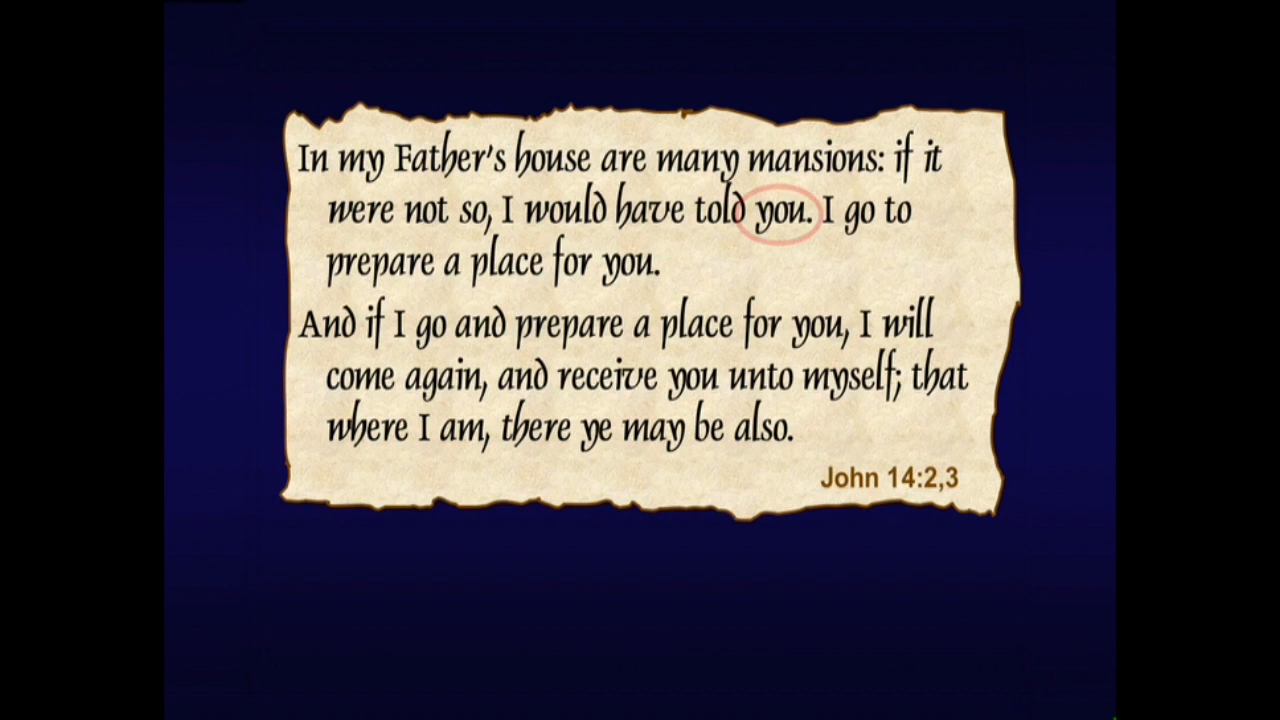 In my Father's house are many mansions: if it
were not so, I would have told you. I go to
prepare a place for you.
And if I go and prepare a place for you, I will
come again, and receive you unto myself; that
where I am, there ye may be also.
John 14:2,3